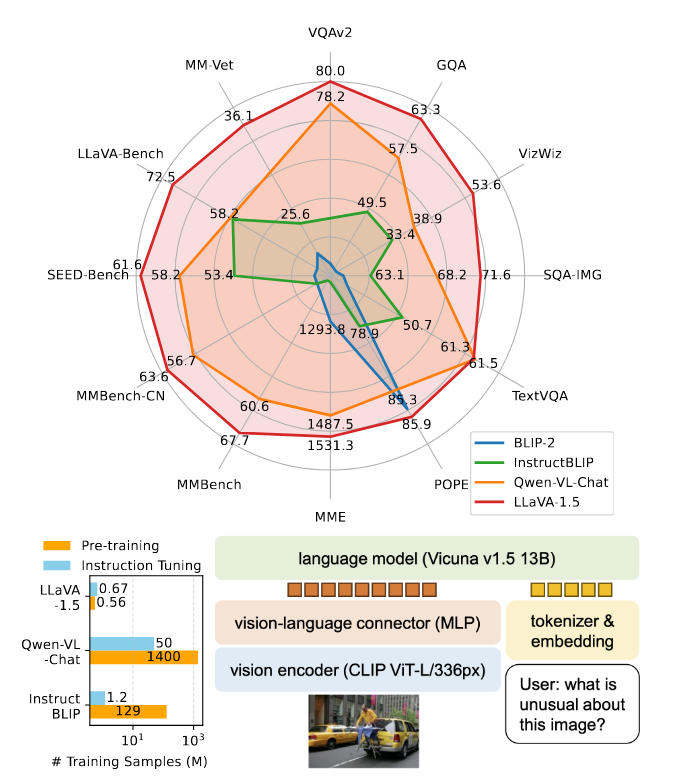 VQAv2
MM-Vet
GQA
80.0
78.2
36.1
63.3
LLaVA-Bench
VizWiz
72.5
57.5
53.6
58.2
25.6
49.5
38.9
33.4
61.6
SEED-Bench
58.2
53.4
63.1
68.2
71.6
SQA-IMG
1293.8
78.9
50.7
61.3
61.5
56.7
63.6
MMBench-CN
TextVQA
60.6
85.3
67.7
1487.5
85.9
1531.3
MMBench
POPE
MME
BLIP-2
InstructBLIP
Qwen-VL-Chat
LLaVA-1.5
Pre-training
Instruction Tuning
LLaVA
-1.5
0.67
0.56
Qwen-VL
-Chat
50
1400
Instruct
BLIP
1.2
129
10¹
10³
# Training Samples (M)
language model (Vicuna v1.5 13B)
vision-language connector (MLP)
tokenizer &
embedding
vision encoder (CLIP ViT-L/336px)
User: what is
unusual about
this image?